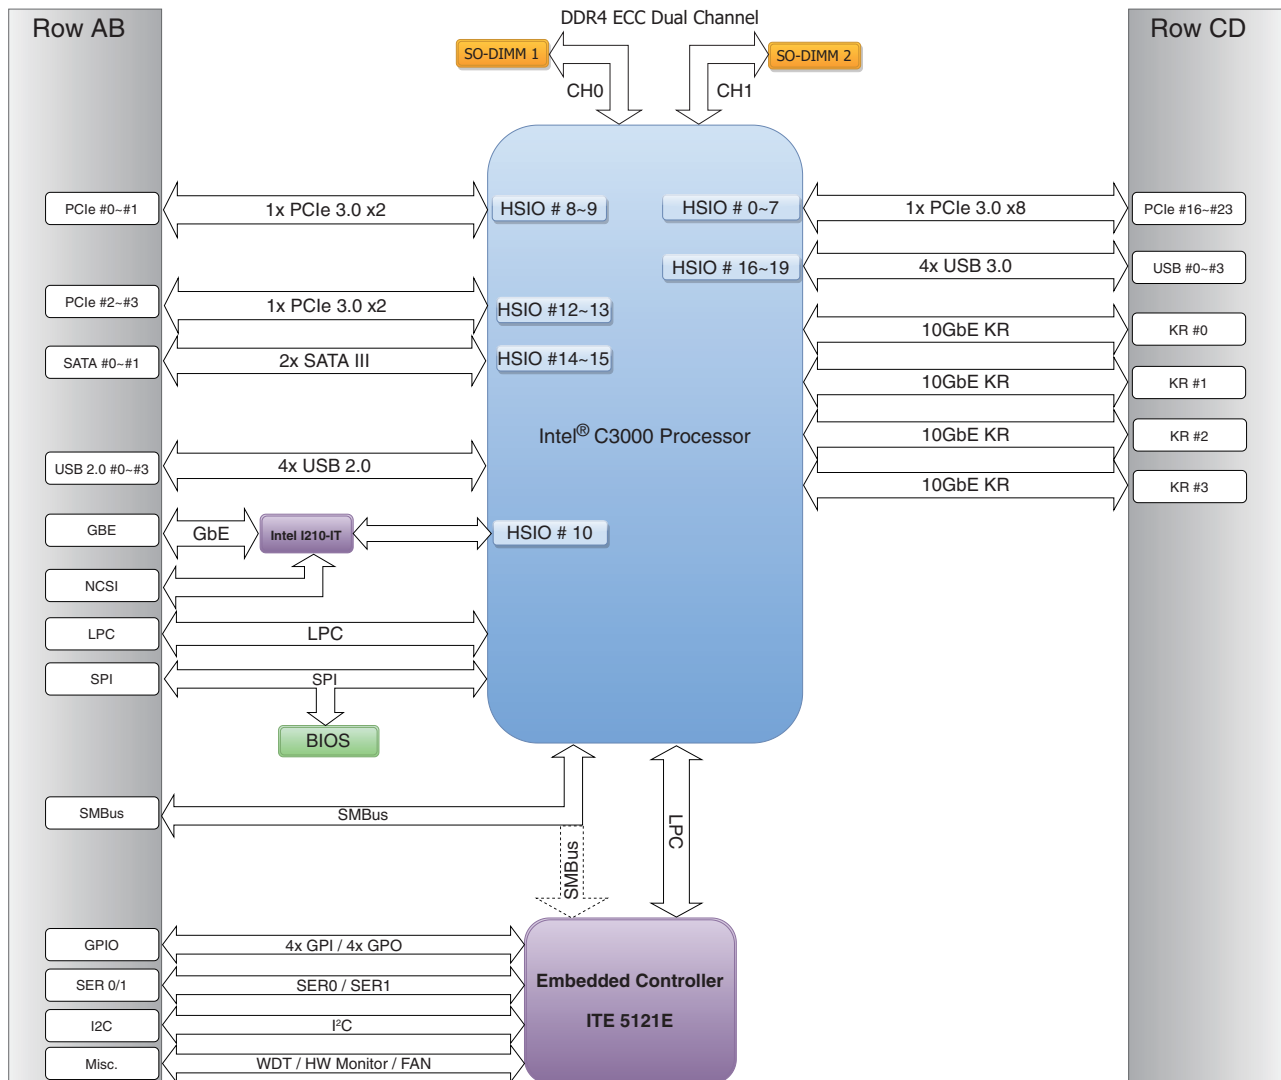 Row AB
DDR4 ECC Dual Channel
Row CD
SO-DIMM 1
SO-DIMM 2
CH0
CH1
PCIe #0~#1
1x PCIe 3.0 x2
HSIO # 8~9
HSIO # 0~7
1x PCIe 3.0 x8
PCIe #16~#23
HSIO # 16~19
4x USB 3.0
USB #0~#3
PCIe #2~#3
1x PCIe 3.0 x2
HSIO #12~13
10GbE KR
KR #0
SATA #0~#1
2x SATA III
HSIO #14~15
10GbE KR
KR #1
Intel® C3000 Processor
10GbE KR
KR #2
USB 2.0 #0~#3
4x USB 2.0
10GbE KR
KR #3
GBE
GbE
Intel I210-IT
HSIO # 10
NCSI
LPC
LPC
SPI
SPI
BIOS
SMBus
SMBus
SMBus
LPC
GPIO
4x GPI / 4x GPO
Embedded Controller
ITE 5121E
SER 0/1
SER0 / SER1
I2C
I²C
Misc.
WDT / HW Monitor / FAN